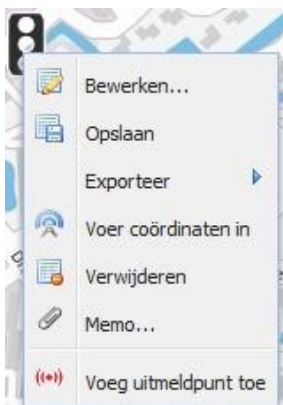 Bewerken...
Opslaan
Exporteer
Voer coördinaten in
Verwijderen
Memo...
Voeg uitmeldpunt toe